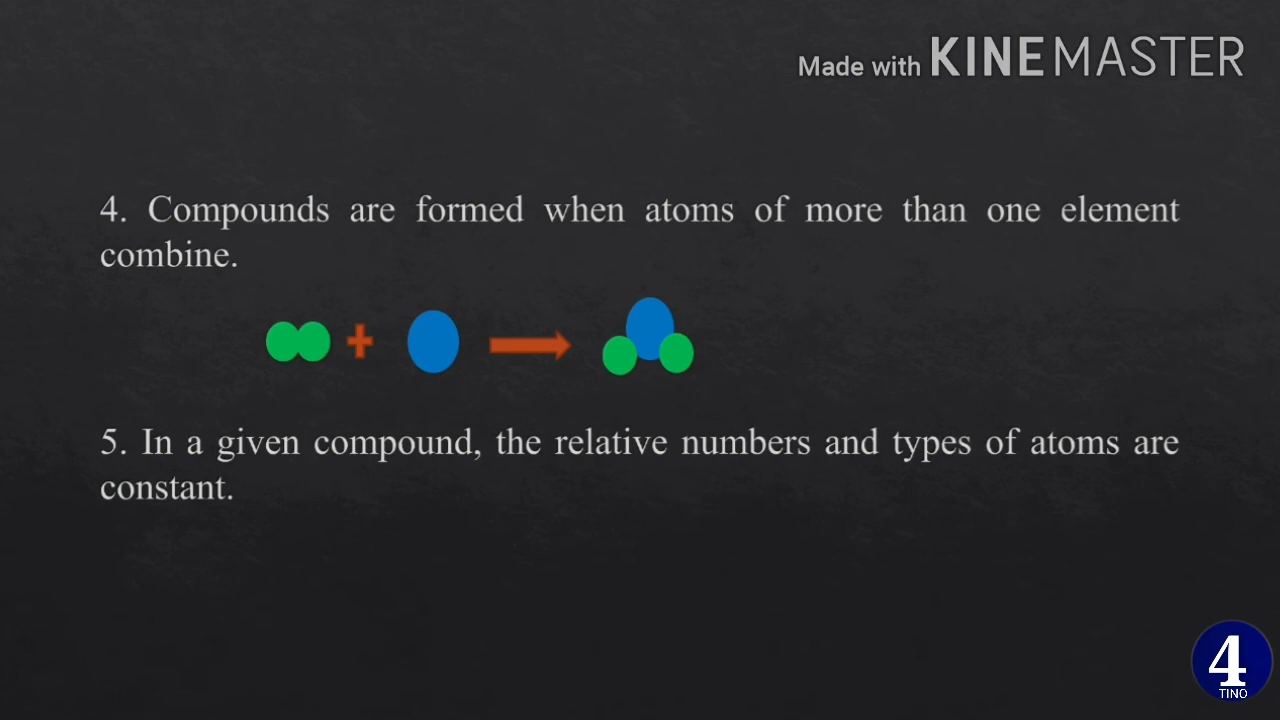 Made with KINEMASTER
4. Compounds are formed when atoms of more than one element
combine.
5. In a given compound, the relative numbers and types of atoms are
constant.
4
TINO